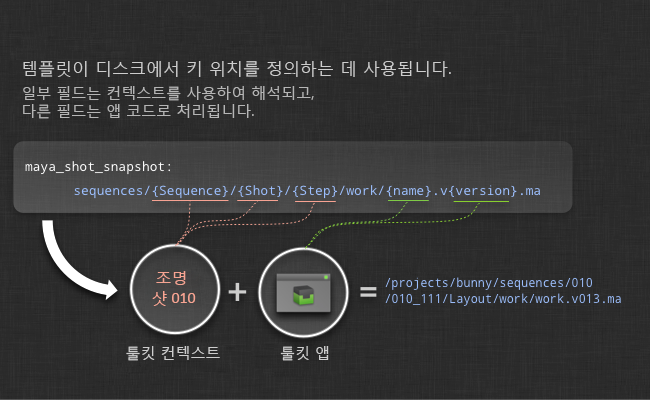 템플릿이 디스크에서 키 위치를 정의하는 데 사용됩니다.
일부 필드는 컨텍스트를 사용하여 해석되고,
다른 필드는 앱 코드로 처리됩니다.
maya_shot_snapshot:
sequences/{Sequence}/{Shot}/{Step}/work/{name}.v{version}.ma
조명
샷 010
+
=
/projects/bunny/sequences/010
/010_111/Layout/work/work.v013.ma
툴킷 컨텍스트
툴킷 앱